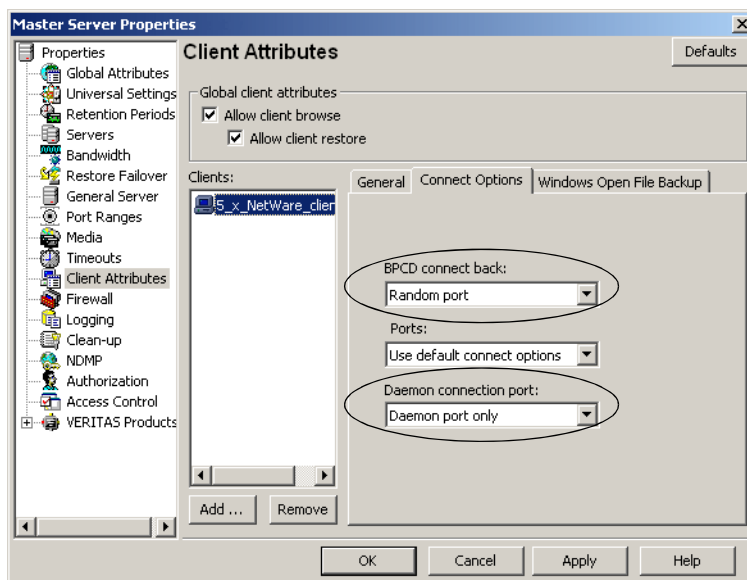 Master Server Properties
Properties
Global Attributes
Universal Settings
Retention Periods
Servers
Bandwidth
Restore Failover
General Server
Port Ranges
Media
Timeouts
Client Attributes
Firewall
Logging
Clean-up
NDMP
Authorization
Access Control
VERITAS Products
Client Attributes
Defaults
Global client attributes
Allow client browse
Allow client restore
Clients:
5_x_NetWare_clien
General
Connect Options
Windows Open File Backup
BPCD connect back:
Random port
Ports:
Use default connect options
Daemon connection port:
Daemon port only
Add ...
Remove
OK
Cancel
Apply
Help